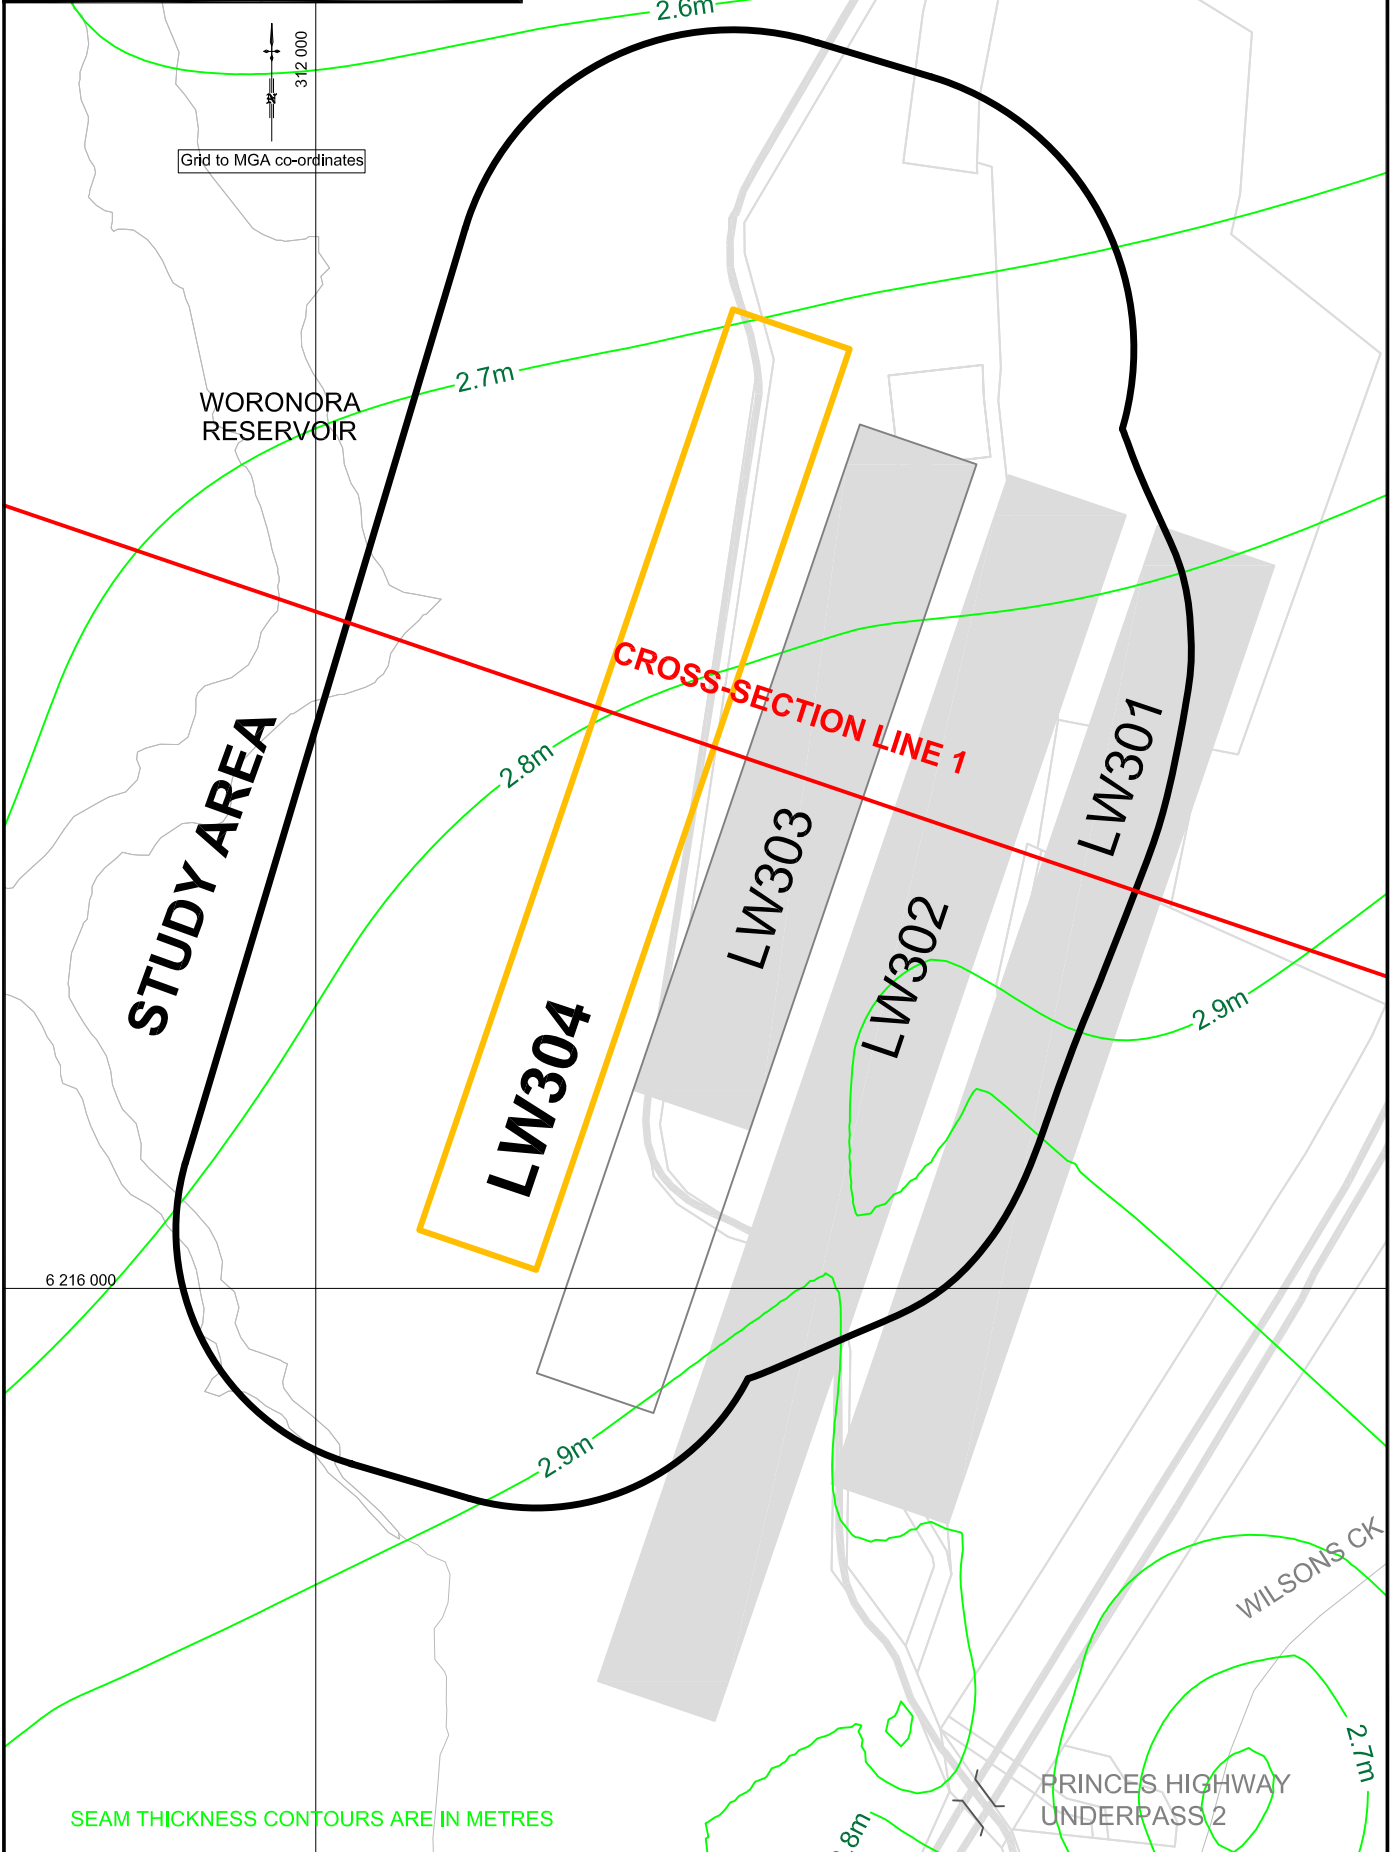 2.6m
312 000
N
Grid to MGA co-ordinates
2.7m
WORONORA
RESERVOIR
CROSS-SECTION LINE 1
2.8m
LW301
STUDY AREA
LW303
LW302
LW304
2.9m
6 216 000
2.9m
WILSONS CK
2.7m
PRINCES HIGHWAY
UNDERPASS 2
SEAM THICKNESS CONTOURS ARE IN METRES
.8m